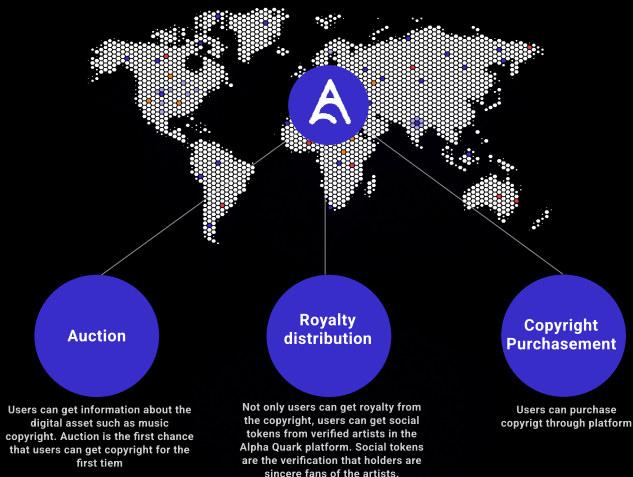 Auction
Users can get information about the
digital asset such as music
copyright. Auction is the first chance
that users can get copyright for the
first tiem
Royalty
distribution
Not only users can get royalty from
the copyright, users can get social
tokens from verified artists in the
Alpha Quark platform. Social tokens
are the verification that holders are
sincere fans of the artists.
Copyright
Purchasement
Users can purchase
copyrigt through platform